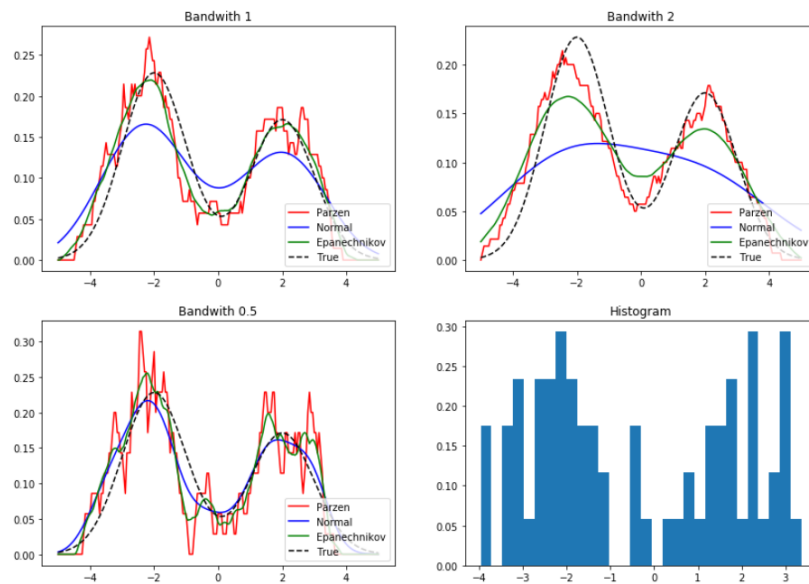 Bandwith 1
0.25
0.20
0.15
0.10
0.05
0.00
Parzen
Normal
Epanechnikov
True
−4 −2 0 2 4
Bandwith 2
0.20
0.15
0.10
0.05
0.00
Parzen
Normal
Epanechnikov
True
−4 −2 0 2 4
Bandwith 0.5
0.30
0.25
0.20
0.15
0.10
0.05
0.00
Parzen
Normal
Epanechnikov
True
−4 −2 0 2 4
Histogram
0.30
0.25
0.20
0.15
0.10
0.05
0.00
−4 −3 −2 −1 0 1 2 3